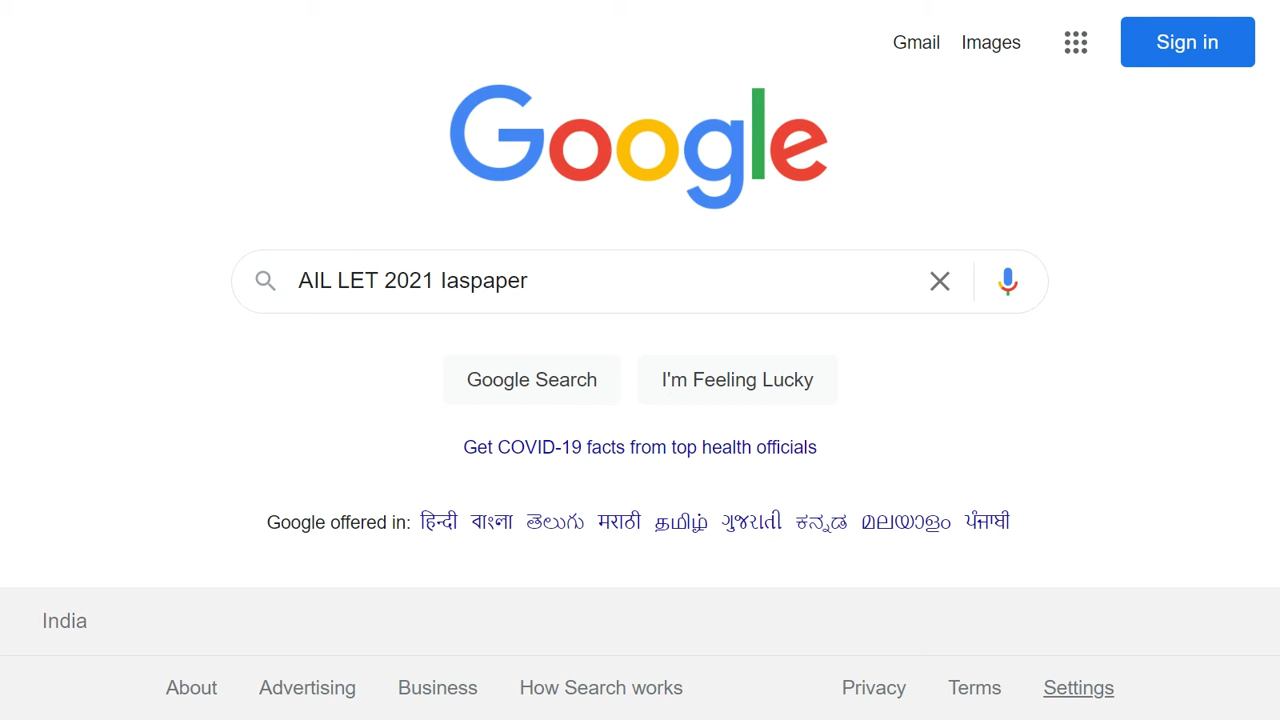 Gmail Images Sign in
Google
AIL LET 2021 Iaspaper
Google Search I'm Feeling Lucky
Get COVID-19 facts from top health officials
Google offered in: हिन्दी বাংলা తెలుగు मराठी தமிழ் ગુજરાતી ಕನ್ನಡ മലയാളം ਪੰਜਾਬੀ
India
About Advertising Business How Search works Privacy Terms Settings